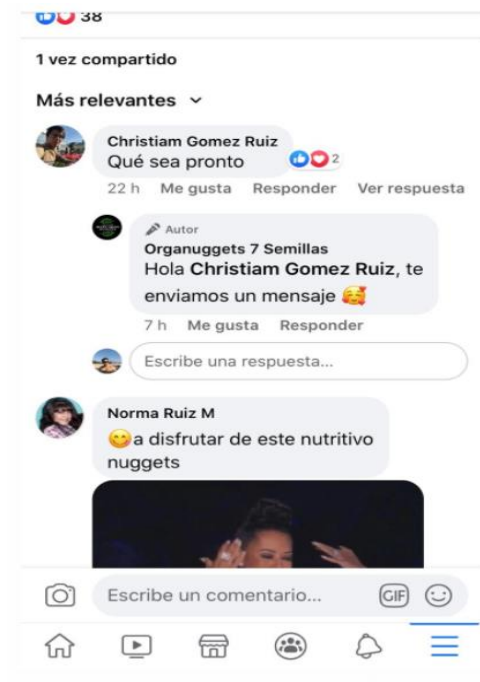 38
1 vez compartido
Más relevantes
Christiam Gomez Ruiz
Qué sea pronto
2
22 h Me gusta Responder Ver respuesta
Autor
Organuggets 7 Semillas
Hola Christiam Gomez Ruiz, te
enviamos un mensaje 🥰
7 h Me gusta Responder
Escribe una respuesta...
Norma Ruiz M
😋a disfrutar de este nutritivo
nuggets
Escribe un comentario...
GIF